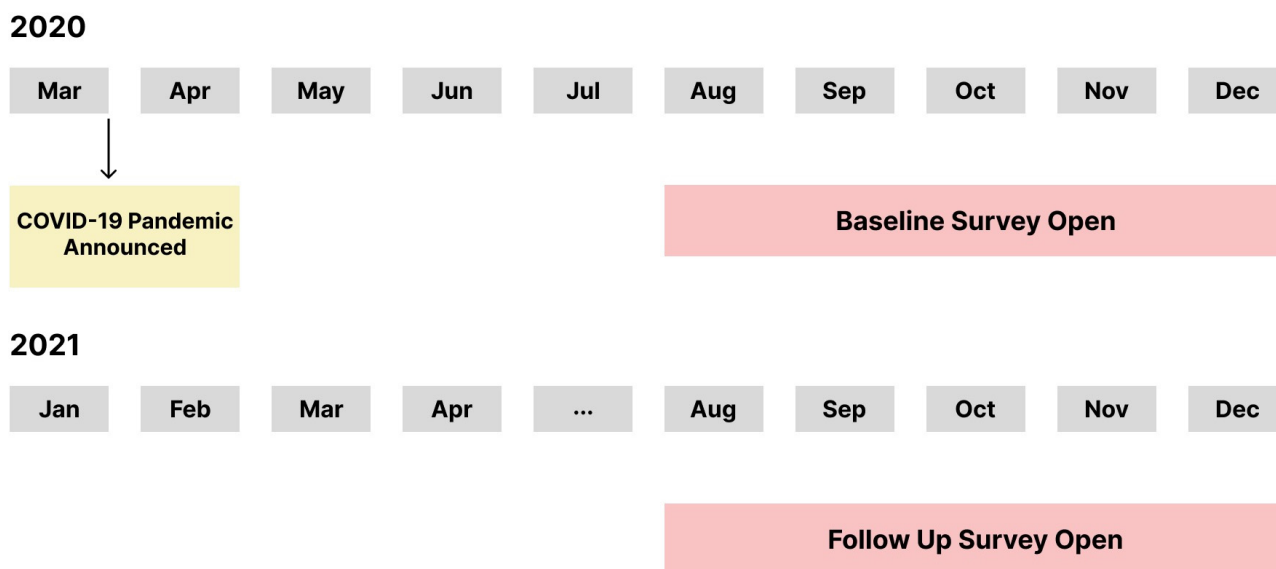 2020
Mar Apr May Jun Jul Aug Sep Oct Nov Dec
COVID-19 Pandemic
Announced
Baseline Survey Open
2021
Jan Feb Mar Apr ... Aug Sep Oct Nov Dec
Follow Up Survey Open